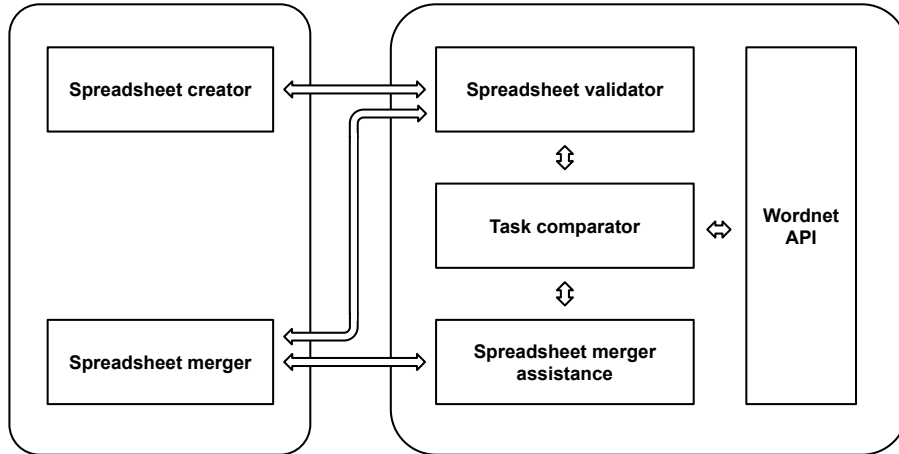 Spreadsheet creator
Spreadsheet validator
Task comparator
Wordnet
API
Spreadsheet merger
Spreadsheet merger
assistance